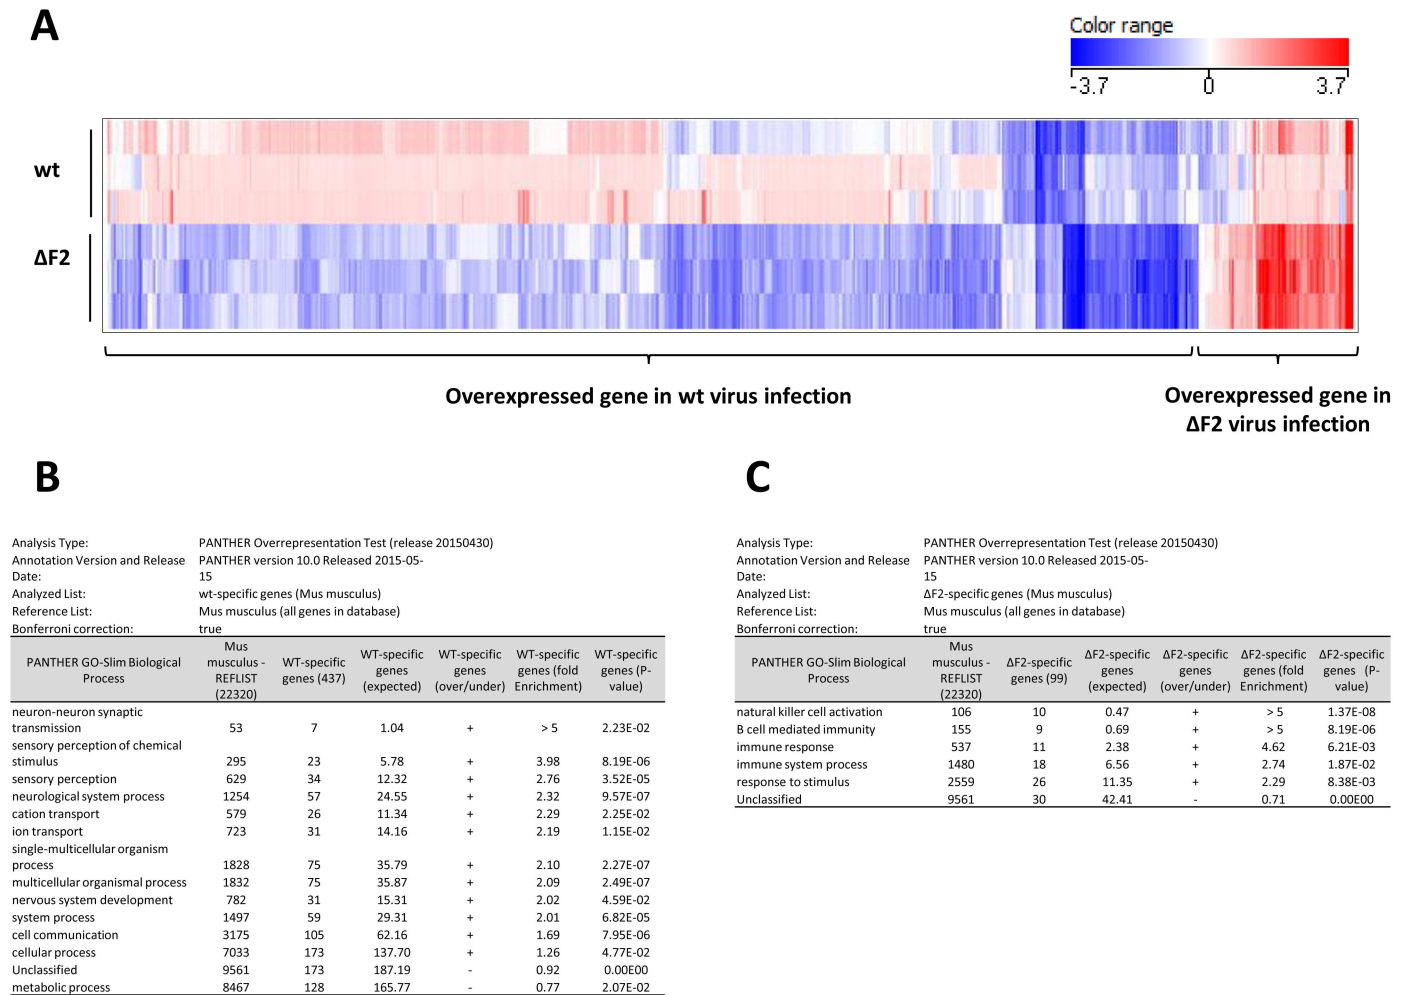 A
Color range
-3.7 0 3.7
wt
ΔF2
Overexpressed gene in wt virus infection
Overexpressed gene in
ΔF2 virus infection
B
Analysis Type: PANTHER Overrepresentation Test (release 20150430)
Annotation Version and Release PANTHER version 10.0 Released 2015-05-
Date: 15
Analyzed List: wt-specific genes (Mus musculus)
Reference List: Mus musculus (all genes in database)
Bonferroni correction: true
Mus
musculus -
REFLIST
(22320)
PANTHER GO-Slim Biological
Process
WT-specific
genes (437)
WT-specific
genes
(expected)
WT-specific
genes
(over/under)
WT-specific
genes (fold
Enrichment)
WT-specific
genes (P-
value)
neuron-neuron synaptic
transmission 53 7 1.04 + > 5 2.23E-02
sensory perception of chemical
stimulus 295 23 5.78 + 3.98 8.19E-06
sensory perception 629 34 12.32 + 2.76 3.52E-05
neurological system process 1254 57 24.55 + 2.32 9.57E-07
cation transport 579 26 11.34 + 2.29 2.25E-02
ion transport 723 31 14.16 + 2.19 1.15E-02
single-multicellular organism
process 1828 75 35.79 + 2.10 2.27E-07
multicellular organismal process 1832 75 35.87 + 2.09 2.49E-07
nervous system development 782 31 15.31 + 2.02 4.59E-02
system process 1497 59 29.31 + 2.01 6.82E-05
cell communication 3175 105 62.16 + 1.69 7.95E-06
cellular process 7033 173 137.70 + 1.26 4.77E-02
Unclassified 9561 173 187.19 - 0.92 0.00E00
metabolic process 8467 128 165.77 - 0.77 2.07E-02
C
Analysis Type: PANTHER Overrepresentation Test (release 20150430)
Annotation Version and Release PANTHER version 10.0 Released 2015-05-
Date: 15
Analyzed List: ΔF2-specific genes (Mus musculus)
Reference List: Mus musculus (all genes in database)
Bonferroni correction: true
PANTHER GO-Slim Biological
Process
Mus
musculus -
REFLIST
(22320)
ΔF2-specific
genes (99)
ΔF2-specific
genes
(expected)
ΔF2-specific
genes
(over/under)
ΔF2-specific
genes (fold
Enrichment)
ΔF2-specific
genes (P-
value)
natural killer cell activation 106 10 0.47 + > 5 1.37E-08
B cell mediated immunity 155 9 0.69 + > 5 8.19E-06
immune response 537 11 2.38 + 4.62 6.21E-03
immune system process 1480 18 6.56 + 2.74 1.87E-02
response to stimulus 2559 26 11.35 + 2.29 8.38E-03
Unclassified 9561 30 42.41 - 0.71 0.00E00